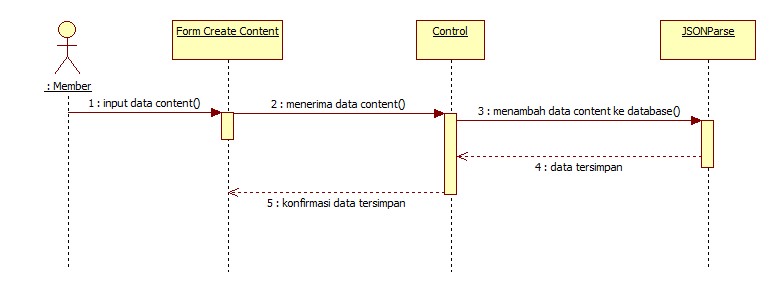 Form Create Content
Control
JSONParse
: Member
1 : input data content()
2 : menerima data content()
3 : menambah data content ke database()
4 : data tersimpan
5 : konfirmasi data tersimpan